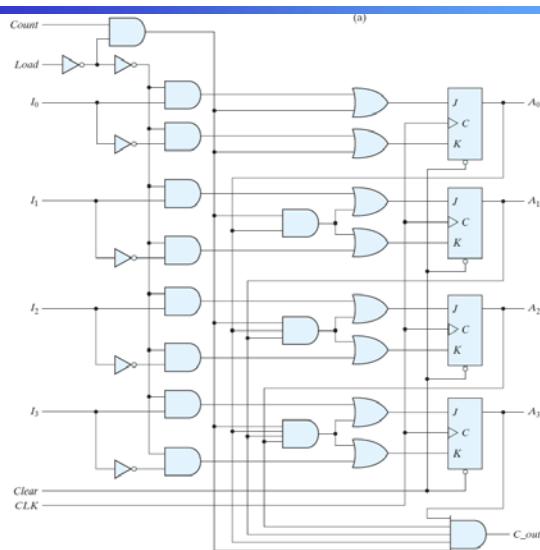 (a)
Count
Load
I₀
J
A₀
C
K
I₁
J
A₁
C
K
I₂
J
A₂
C
K
I₃
J
A₃
C
K
Clear
CLK
C_out